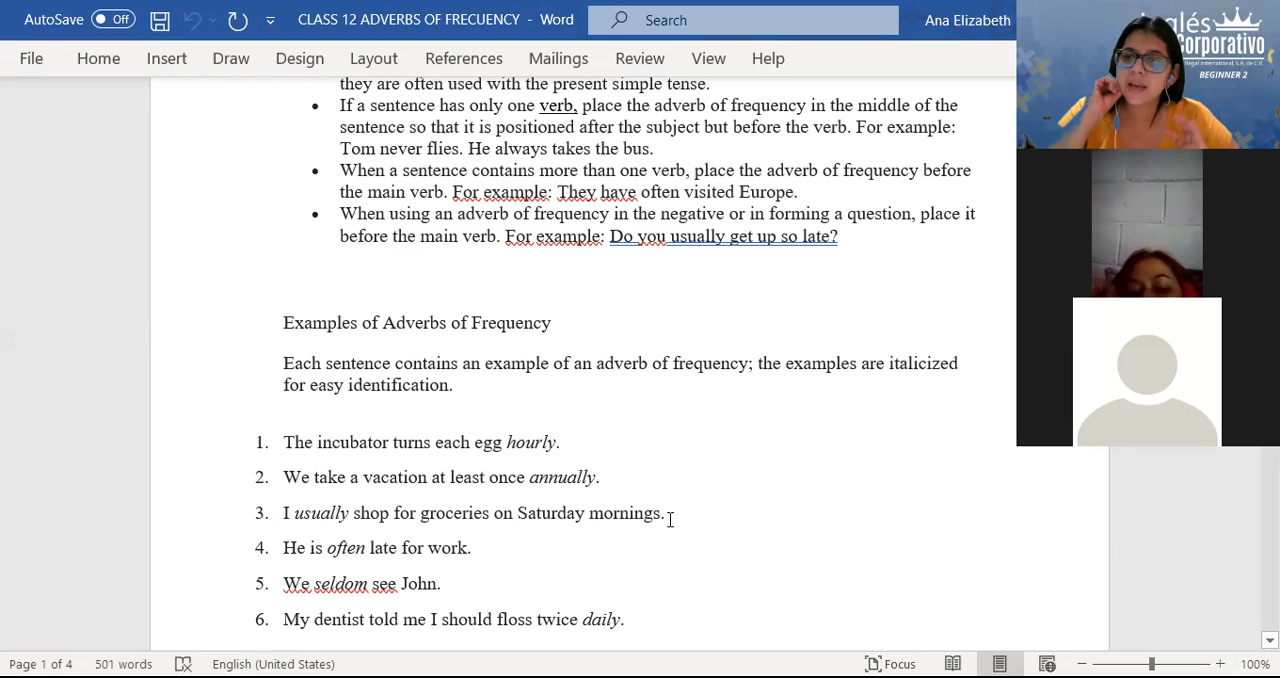 AutoSave Off CLASS 12 ADVERBS OF FRECUENCY - Word Search Ana Elizabeth
File Home Insert Draw Design Layout References Mailings Review View Help
inglés
Corporativo
Regal International, S.A. de C.V.
BEGINNER 2
they are often used with the present simple tense.
• If a sentence has only one verb, place the adverb of frequency in the middle of the
sentence so that it is positioned after the subject but before the verb. For example:
Tom never flies. He always takes the bus.
• When a sentence contains more than one verb, place the adverb of frequency before
the main verb. For example: They have often visited Europe.
• When using an adverb of frequency in the negative or in forming a question, place it
before the main verb. For example: Do you usually get up so late?
Examples of Adverbs of Frequency
Each sentence contains an example of an adverb of frequency; the examples are italicized
for easy identification.
1. The incubator turns each egg hourly.
2. We take a vacation at least once annually.
3. I usually shop for groceries on Saturday mornings.
4. He is often late for work.
5. We seldom see John.
6. My dentist told me I should floss twice daily.
Page 1 of 4 501 words English (United States) Focus 100%